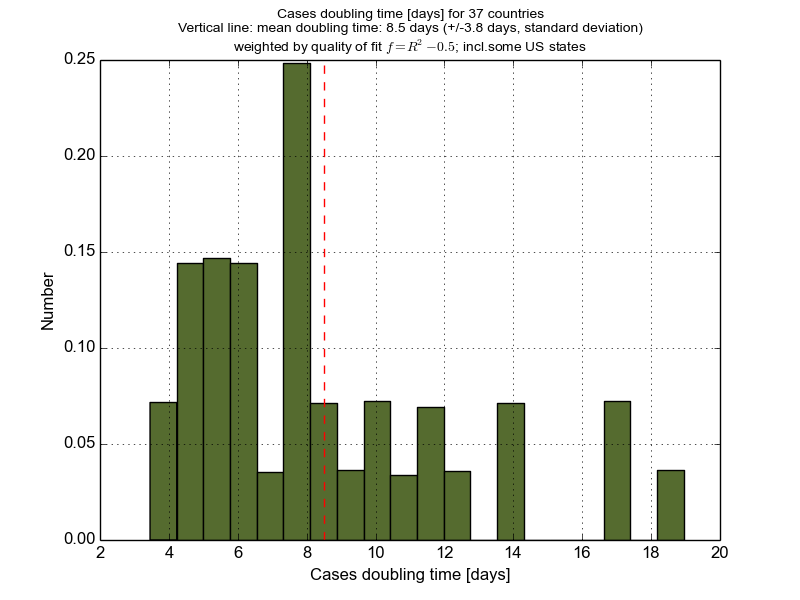 Cases doubling time [days] for 37 countries
Vertical line: mean doubling time: 8.5 days (+/-3.8 days, standard deviation)
weighted by quality of fit f=R²−0.5; incl.some US states
0.25
0.20
0.15
0.10
0.05
0.00
Number
2 4 6 8 10 12 14 16 18 20
Cases doubling time [days]